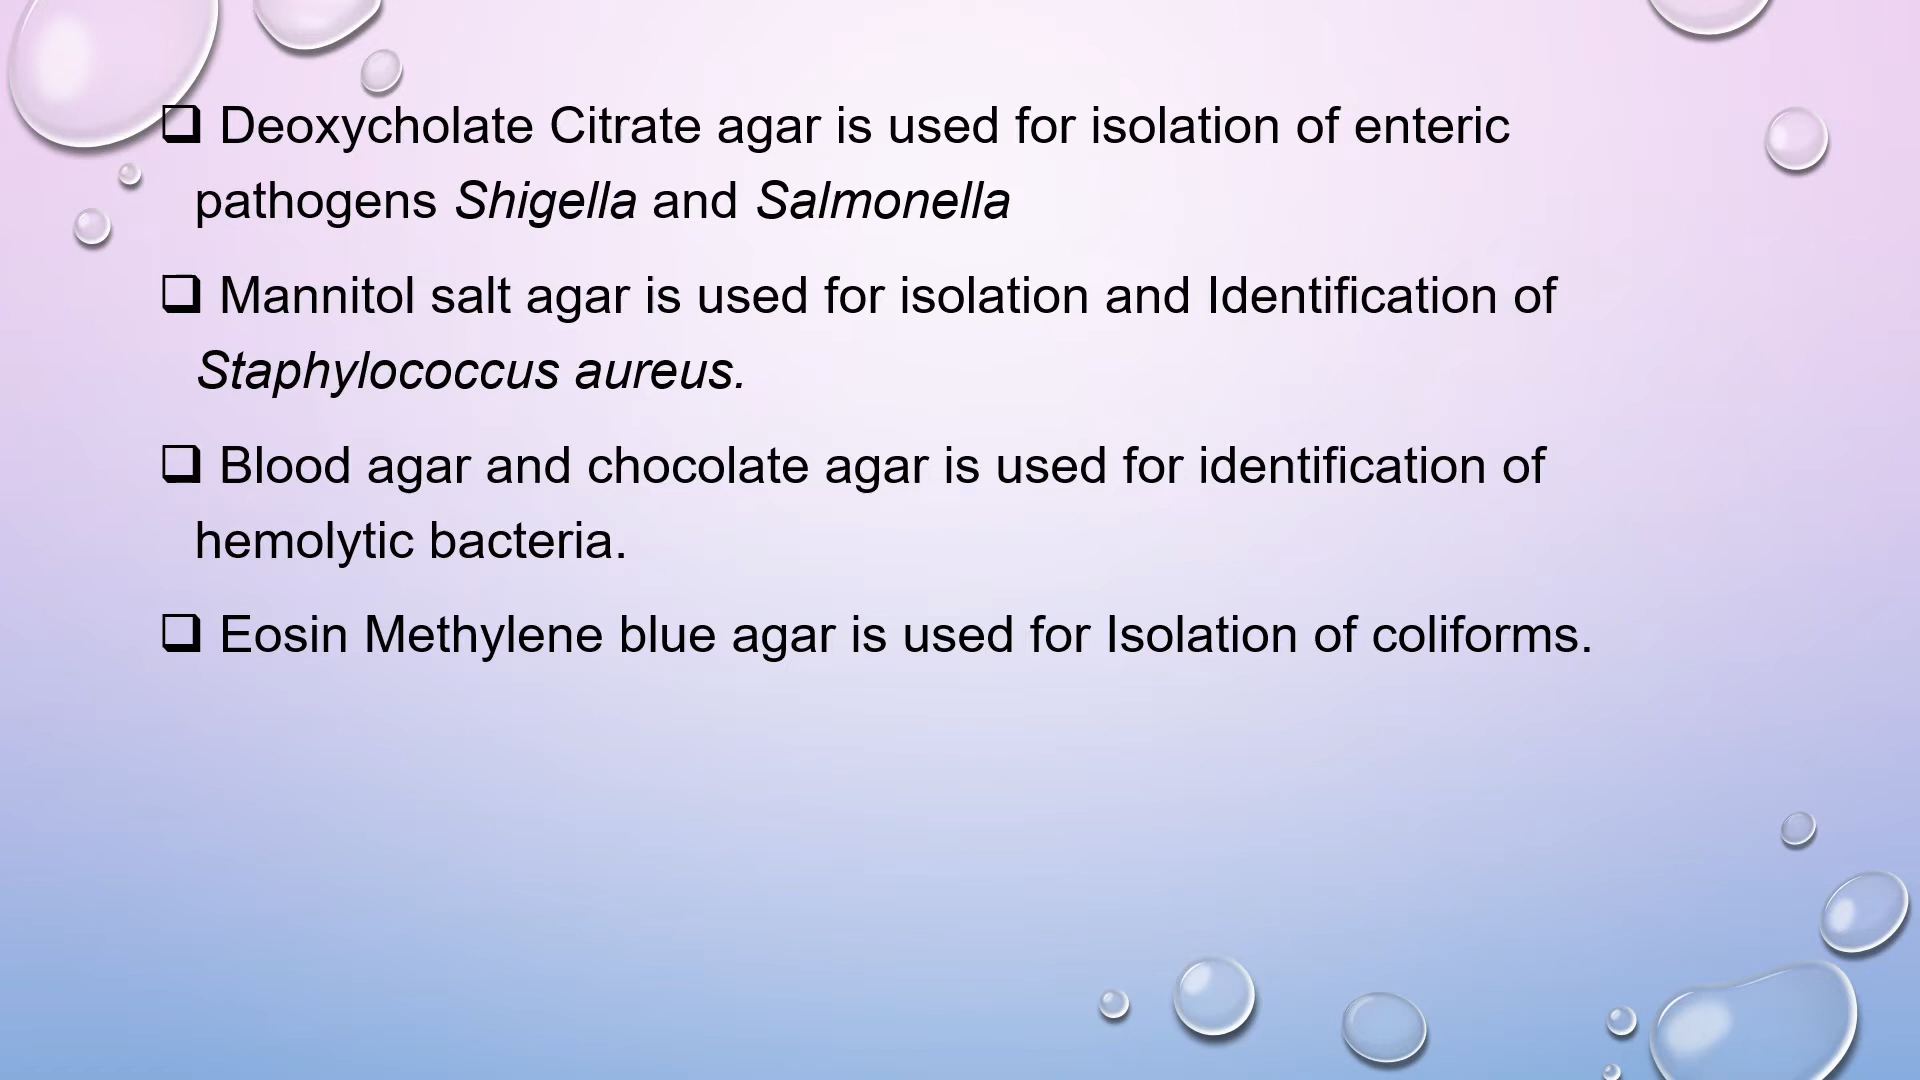 ❑ Deoxycholate Citrate agar is used for isolation of enteric
pathogens Shigella and Salmonella
❑ Mannitol salt agar is used for isolation and Identification of
Staphylococcus aureus.
❑ Blood agar and chocolate agar is used for identification of
hemolytic bacteria.
❑ Eosin Methylene blue agar is used for Isolation of coliforms.